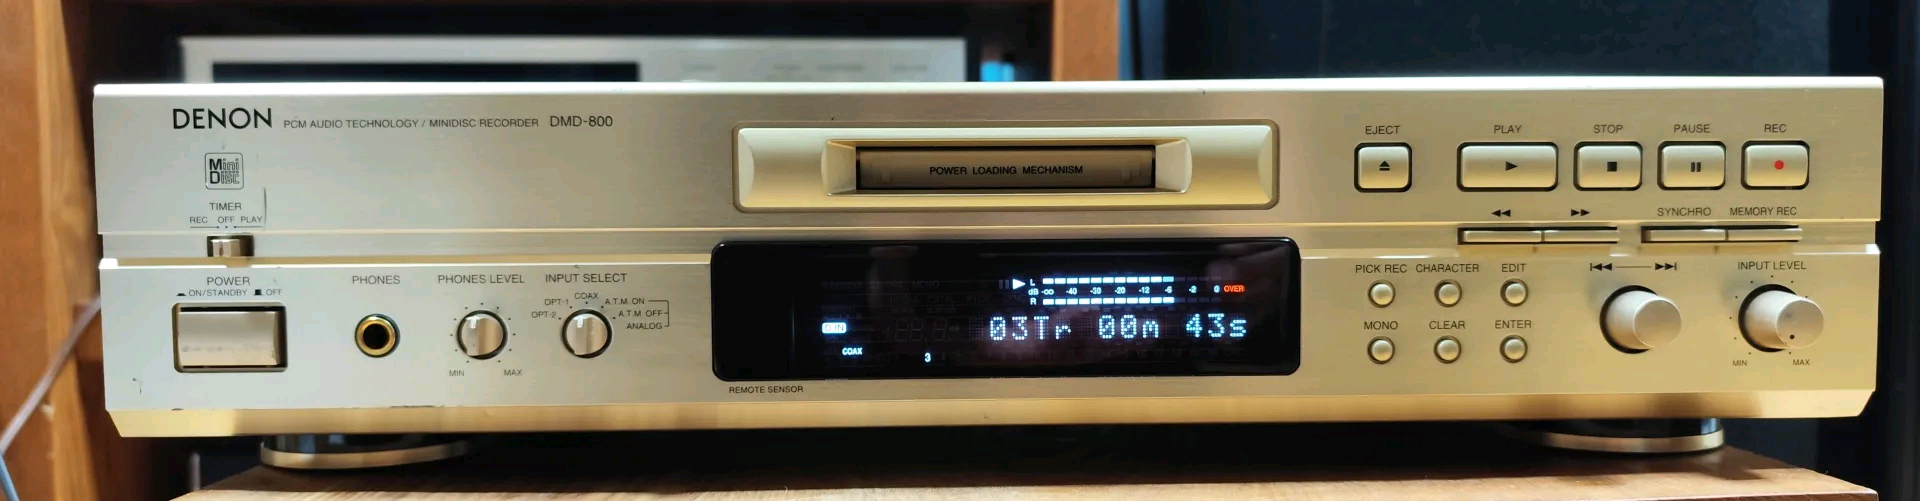 DENON PCM AUDIO TECHNOLOGY / MINIDISC RECORDER DMD-800
Mini Disc
TIMER
REC OFF PLAY
POWER
ON/STANDBY OFF
PHONES
PHONES LEVEL
MIN MAX
INPUT SELECT
COAX
OPT-1 A.T.M. ON
OPT-2 A.T.M. OFF
ANALOG
POWER LOADING MECHANISM
L
dB -∞ -40 -30 -20 -12 -6 -2 0 OVER
R
D.IN 03Tr 00m 43s
COAX 3
REMOTE SENSOR
EJECT PLAY STOP PAUSE REC
SYNCHRO MEMORY REC
PICK REC CHARACTER EDIT
MONO CLEAR ENTER
INPUT LEVEL
MIN MAX